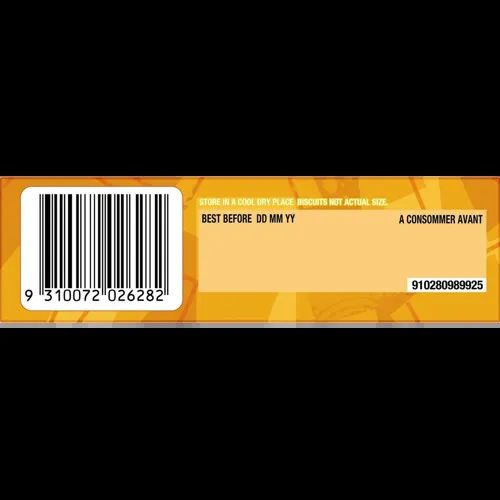 STORE IN A COOL DRY PLACE. BISCUITS NOT ACTUAL SIZE.
BEST BEFORE DD MM YY A CONSOMMER AVANT
910280989925
9 310072 026282